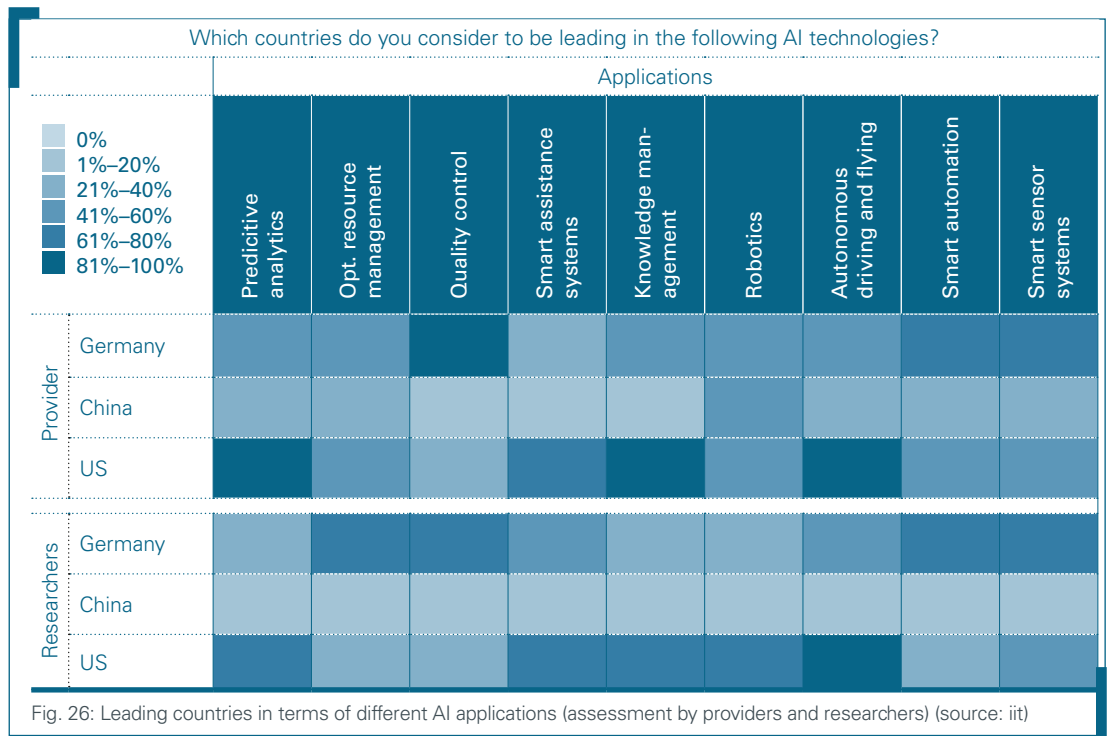 Which countries do you consider to be leading in the following AI technologies?
Applications
0%
1%–20%
21%–40%
41%–60%
61%–80%
81%–100%
Predicitive
analytics
Opt. resource
management
Quality control
Smart assistance
systems
Knowledge man-
agement
Robotics
Autonomous
driving and flying
Smart automation
Smart sensor
systems
Provider
Germany
China
US
Researchers
Germany
China
US
Fig. 26: Leading countries in terms of different AI applications (assessment by providers and researchers) (source: iit)